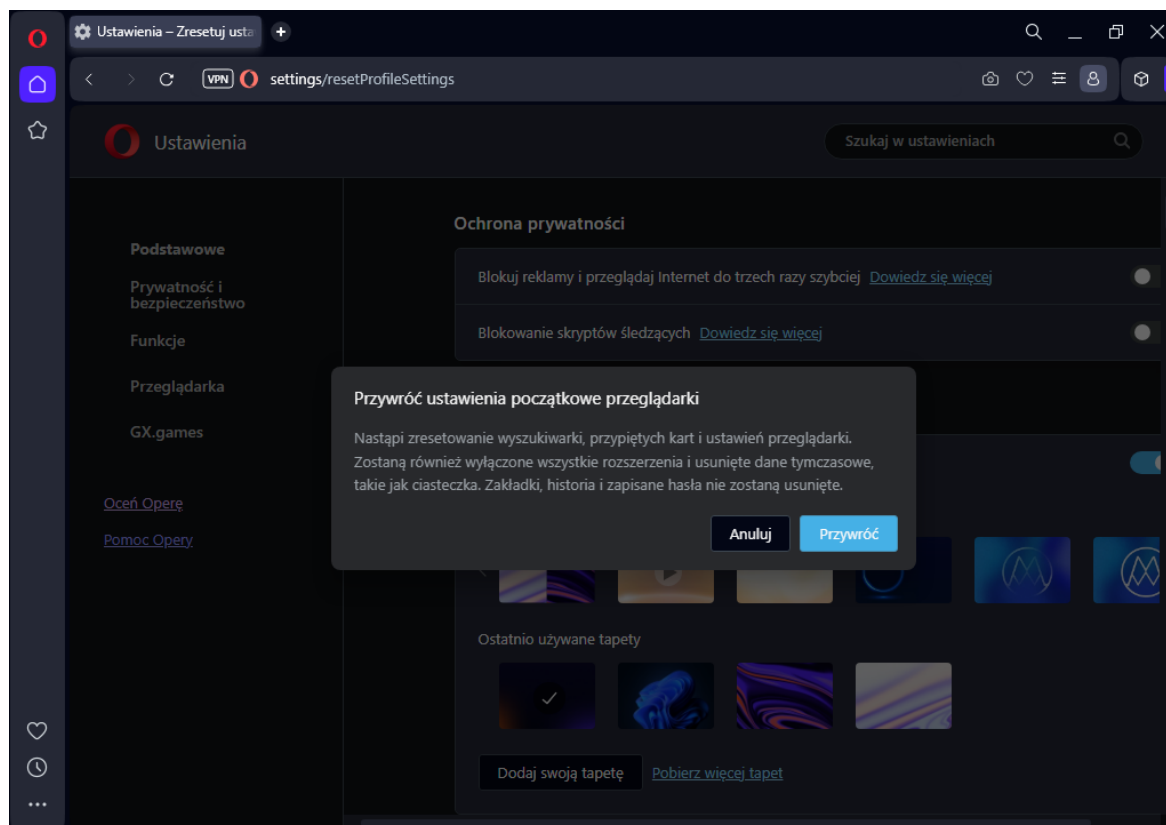 Ustawienia – Zresetuj usta
VPN settings/resetProfileSettings
Ustawienia
Szukaj w ustawieniach
Podstawowe
Prywatność i
bezpieczeństwo
Funkcje
Przeglądarka
GX.games
Oceń Operę
Pomoc Opery
Ochrona prywatności
Blokuj reklamy i przeglądaj Internet do trzech razy szybciej Dowiedz się więcej
Blokowanie skryptów śledzących Dowiedz się więcej
Przywróć ustawienia początkowe przeglądarki
Nastąpi zresetowanie wyszukiwarki, przypiętych kart i ustawień przeglądarki.
Zostaną również wyłączone wszystkie rozszerzenia i usunięte dane tymczasowe,
takie jak ciasteczka. Zakładki, historia i zapisane hasła nie zostaną usunięte.
Anuluj Przywróć
Ostatnio używane tapety
Dodaj swoją tapetę Pobierz więcej tapet